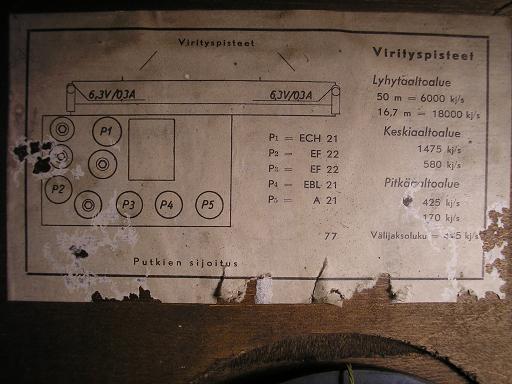 Virityspisteet
6,3V/0,3A
6,3V/0,3A
P1
P2
P3
P4
P5
P1 = ECH 21
P2 = EF 22
P3 = EF 22
P4 = EBL 21
P5 = A 21
77
Putkien sijoitus
Virityspisteet
Lyhytaaltoalue
50 m = 6000 kj/s
16,7 m = 18000 kj/s
Keskiaaltoalue
1475 kj/s
580 kj/s
Pitkäaaltoalue
425 kj/s
170 kj/s
Välijaksoluku = kj/s